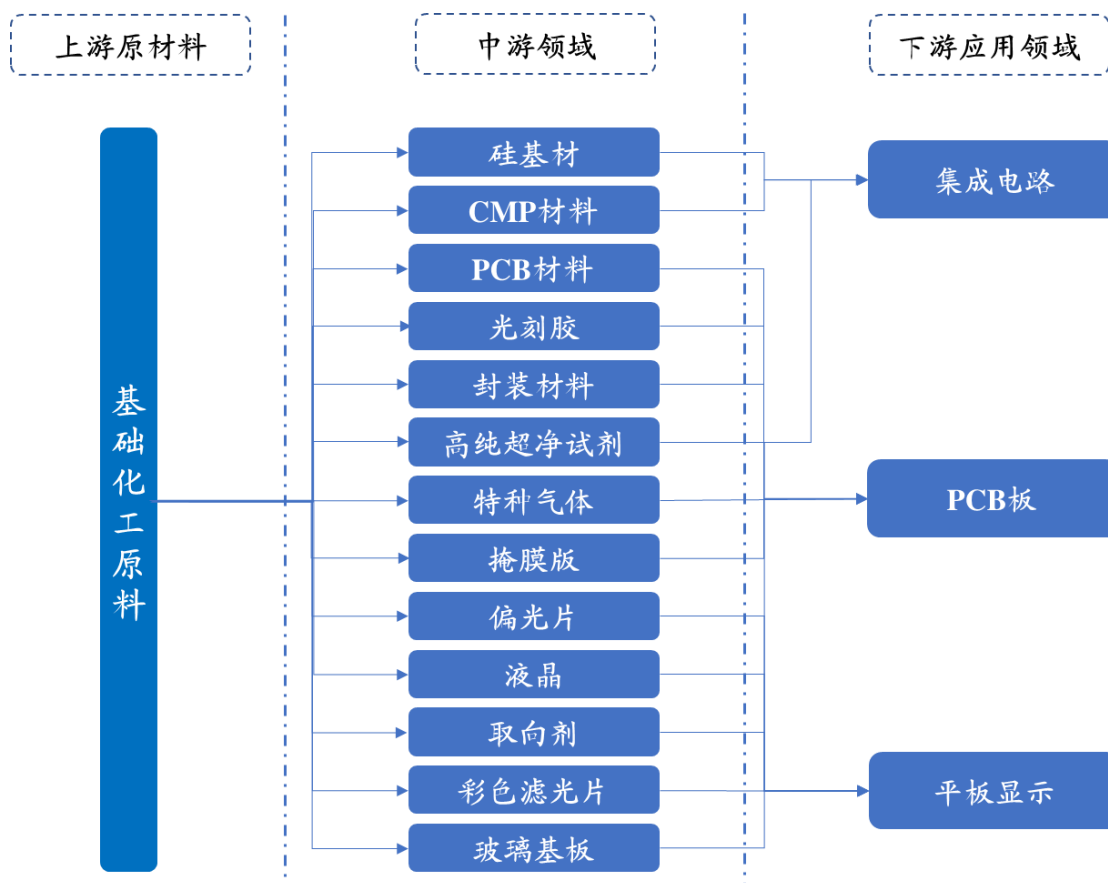 上游原材料
中游领域
下游应用领域
基础化工原料
硅基材
CMP材料
PCB材料
光刻胶
封装材料
高纯超净试剂
特种气体
掩膜版
偏光片
液晶
取向剂
彩色滤光片
玻璃基板
集成电路
PCB板
平板显示